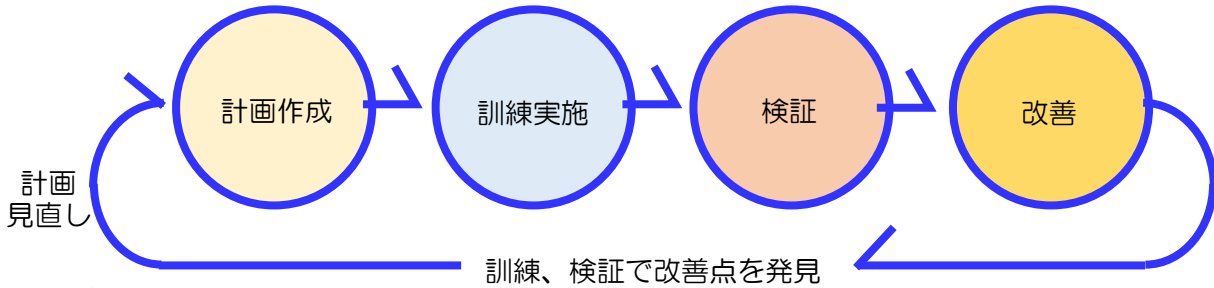 計画作成
訓練実施
検証
改善
計画
見直し
訓練、検証で改善点を発見